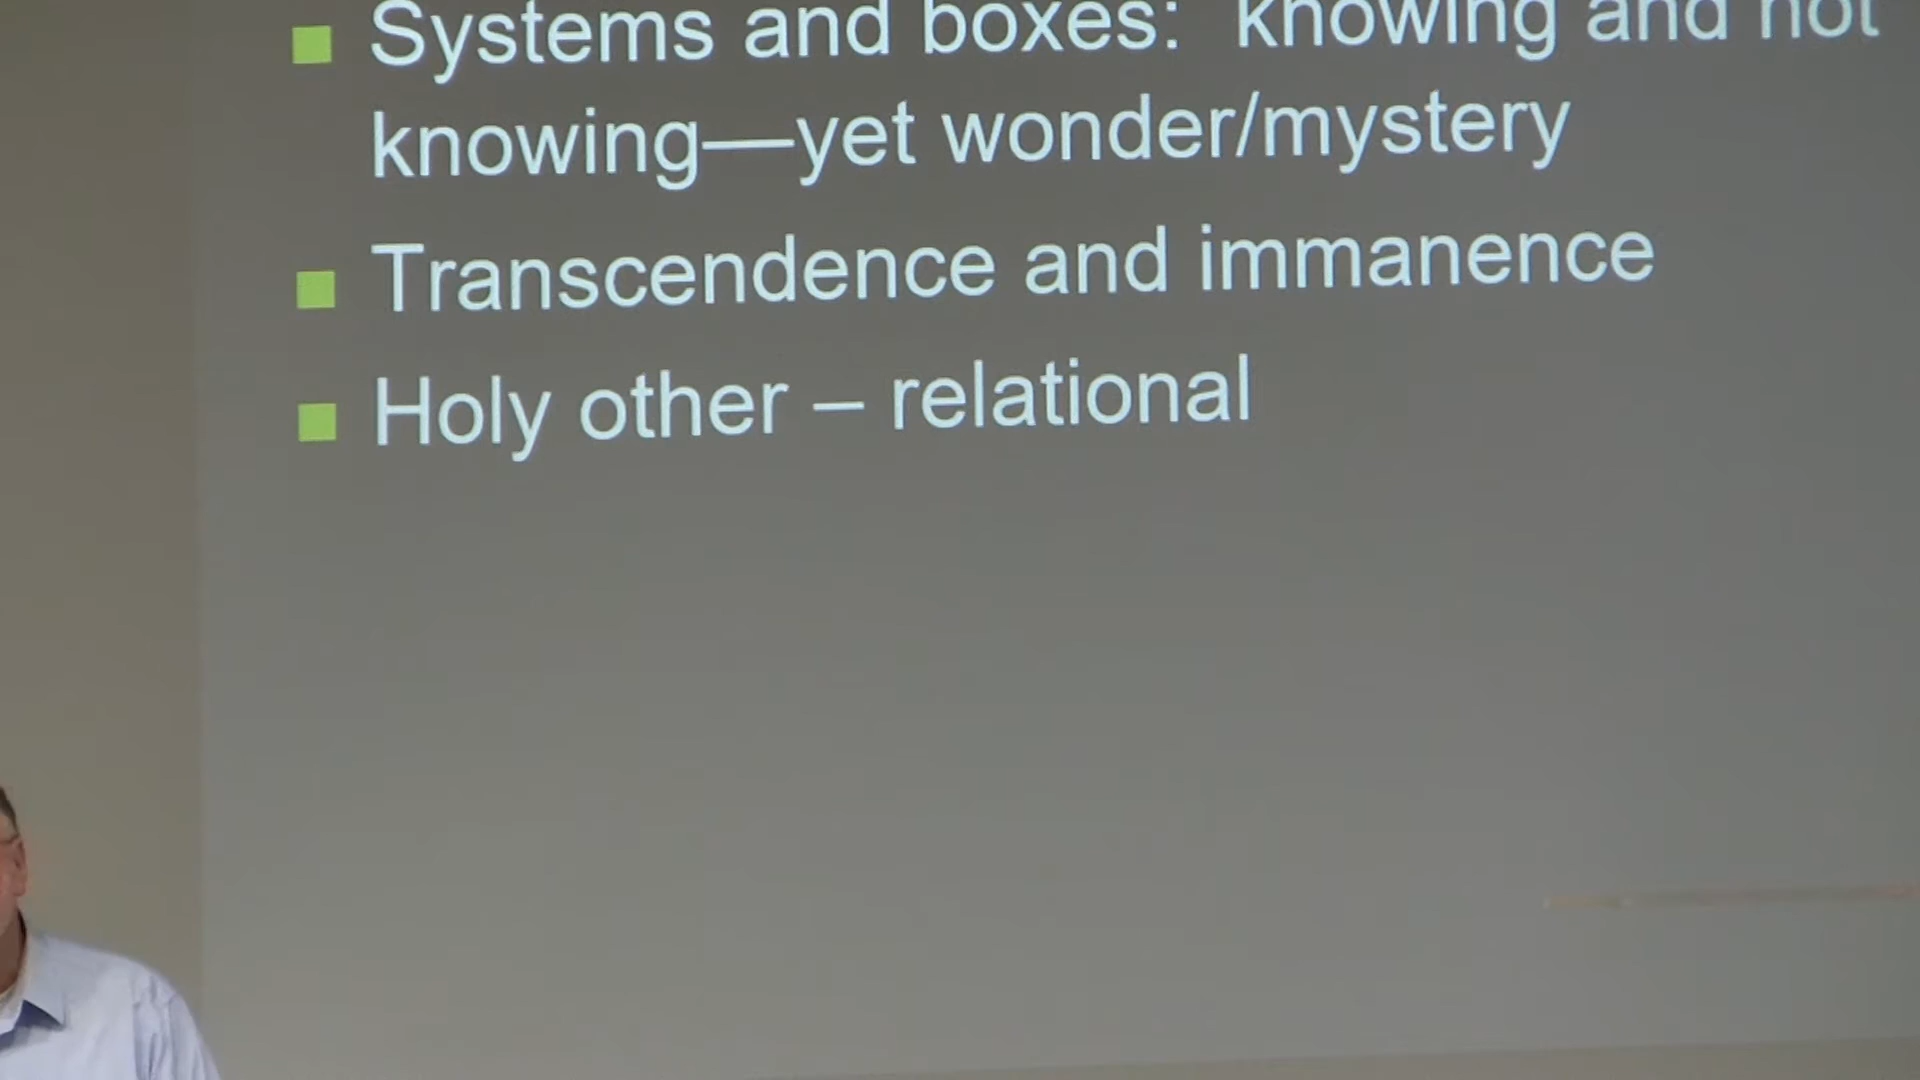 Systems and boxes: knowing and not
knowing—yet wonder/mystery
Transcendence and immanence
Holy other – relational